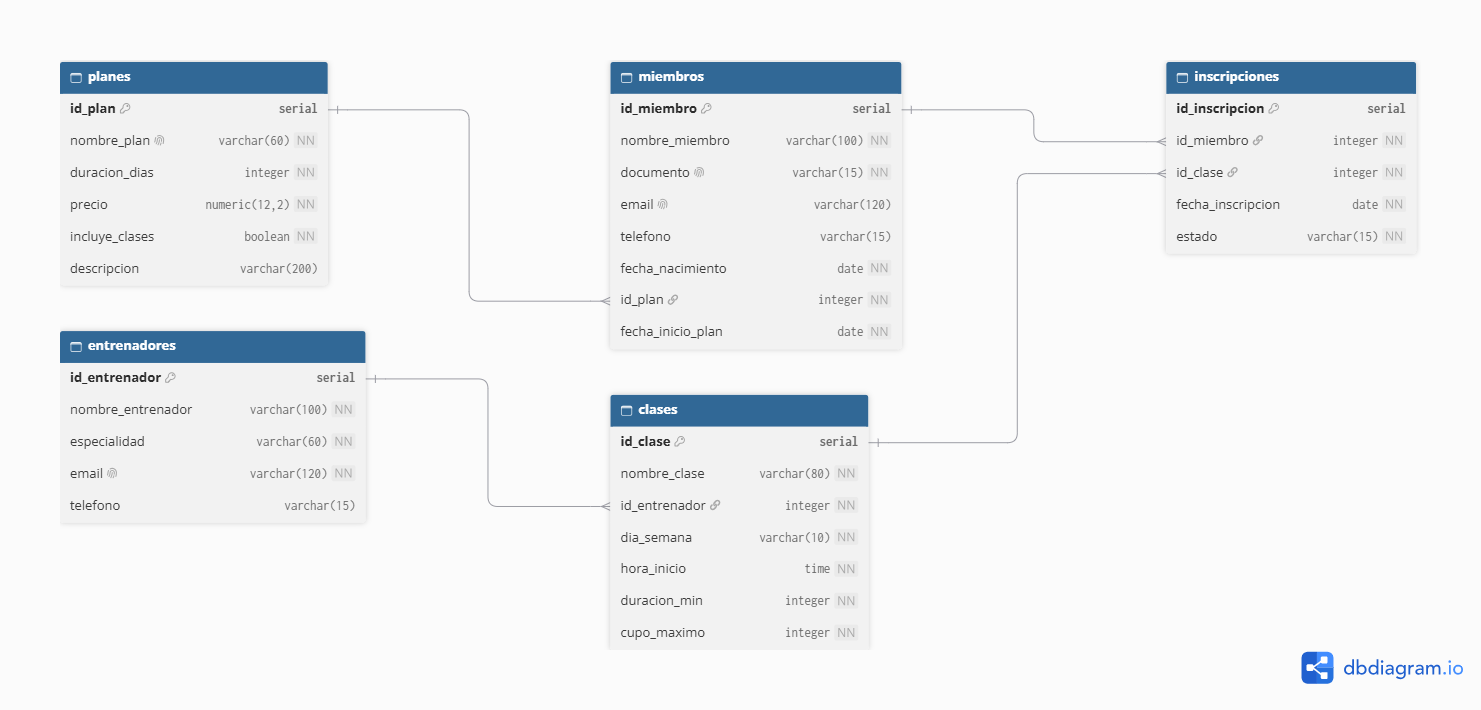 planes
id_plan serial
nombre_plan varchar(60) NN
duracion_dias integer NN
precio numeric(12,2) NN
incluye_clases boolean NN
descripcion varchar(200)
entrenadores
id_entrenador serial
nombre_entrenador varchar(100) NN
especialidad varchar(60) NN
email varchar(120) NN
telefono varchar(15)
miembros
id_miembro serial
nombre_miembro varchar(100) NN
documento varchar(15) NN
email varchar(120)
telefono varchar(15)
fecha_nacimiento date NN
id_plan integer NN
fecha_inicio_plan date NN
clases
id_clase serial
nombre_clase varchar(80) NN
id_entrenador integer NN
dia_semana varchar(10) NN
hora_inicio time NN
duracion_min integer NN
cupo_maximo integer NN
inscripciones
id_inscripcion serial
id_miembro integer NN
id_clase integer NN
fecha_inscripcion date NN
estado varchar(15) NN
dbdiagram.io